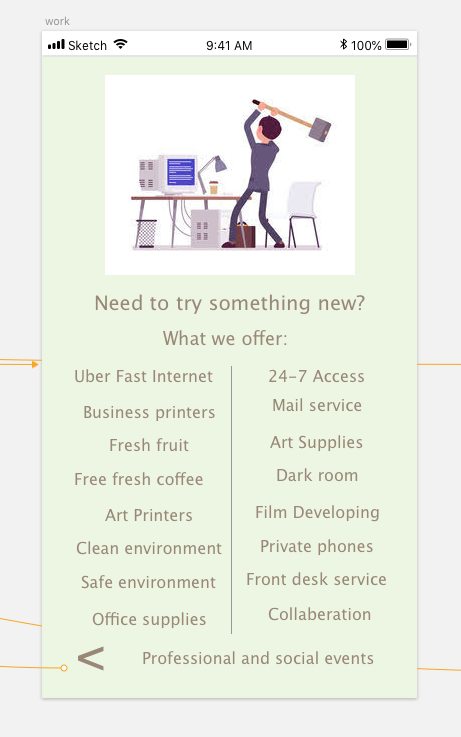 work
Sketch 9:41 AM 100%
Need to try something new?
What we offer:
Uber Fast Internet
Business printers
Fresh fruit
Free fresh coffee
Art Printers
Clean environment
Safe environment
Office supplies
24-7 Access
Mail service
Art Supplies
Dark room
Film Developing
Private phones
Front desk service
Collaberation
< Professional and social events